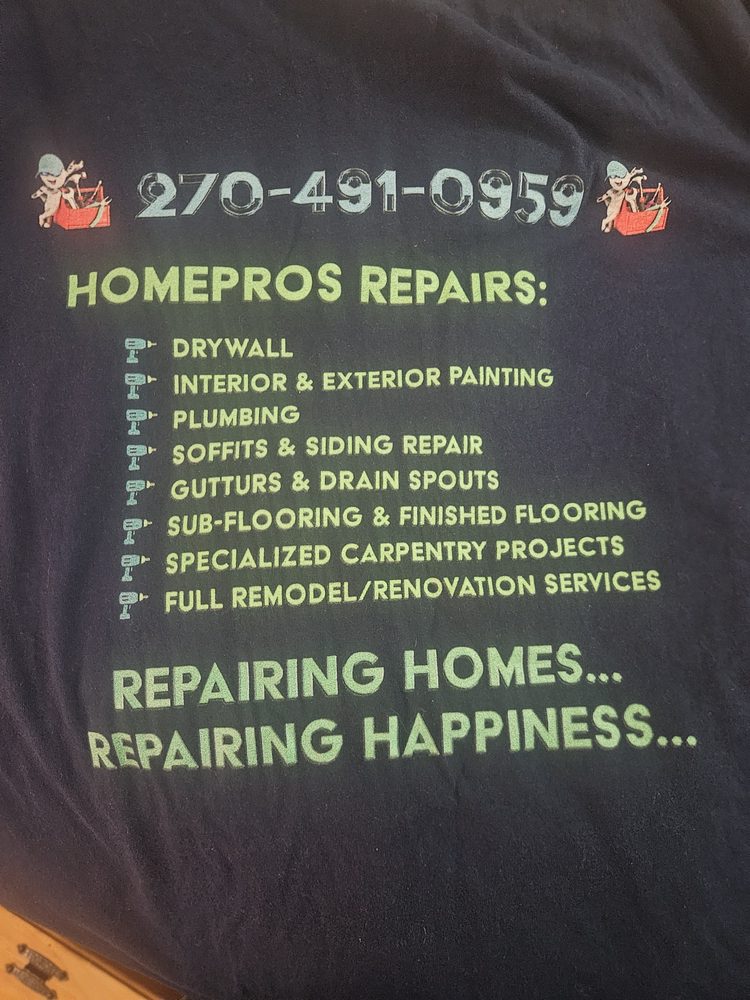 270-491-0959
HOMEPROS REPAIRS:
DRYWALL
INTERIOR & EXTERIOR PAINTING
PLUMBING
SOFFITS & SIDING REPAIR
GUTTURS & DRAIN SPOUTS
SUB-FLOORING & FINISHED FLOORING
SPECIALIZED CARPENTRY PROJECTS
FULL REMODEL/RENOVATION SERVICES
REPAIRING HOMES...
REPAIRING HAPPINESS...